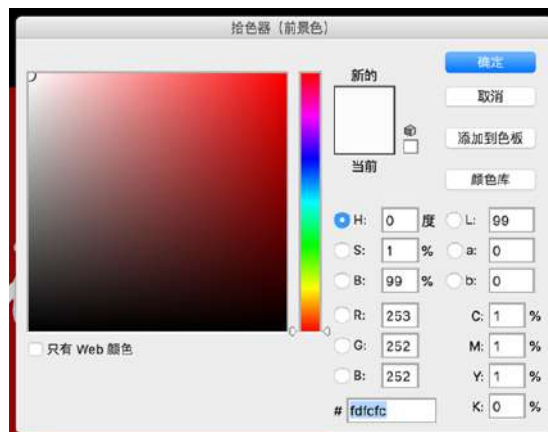 拾色器（前景色）
新的
当前
确定
取消
添加到色板
颜色库
H: 0 度
S: 1 %
B: 99 %
R: 253
G: 252
B: 252
# fdfcfc
L: 99
a: 0
b: 0
C: 1 %
M: 1 %
Y: 1 %
K: 0 %
只有 Web 颜色